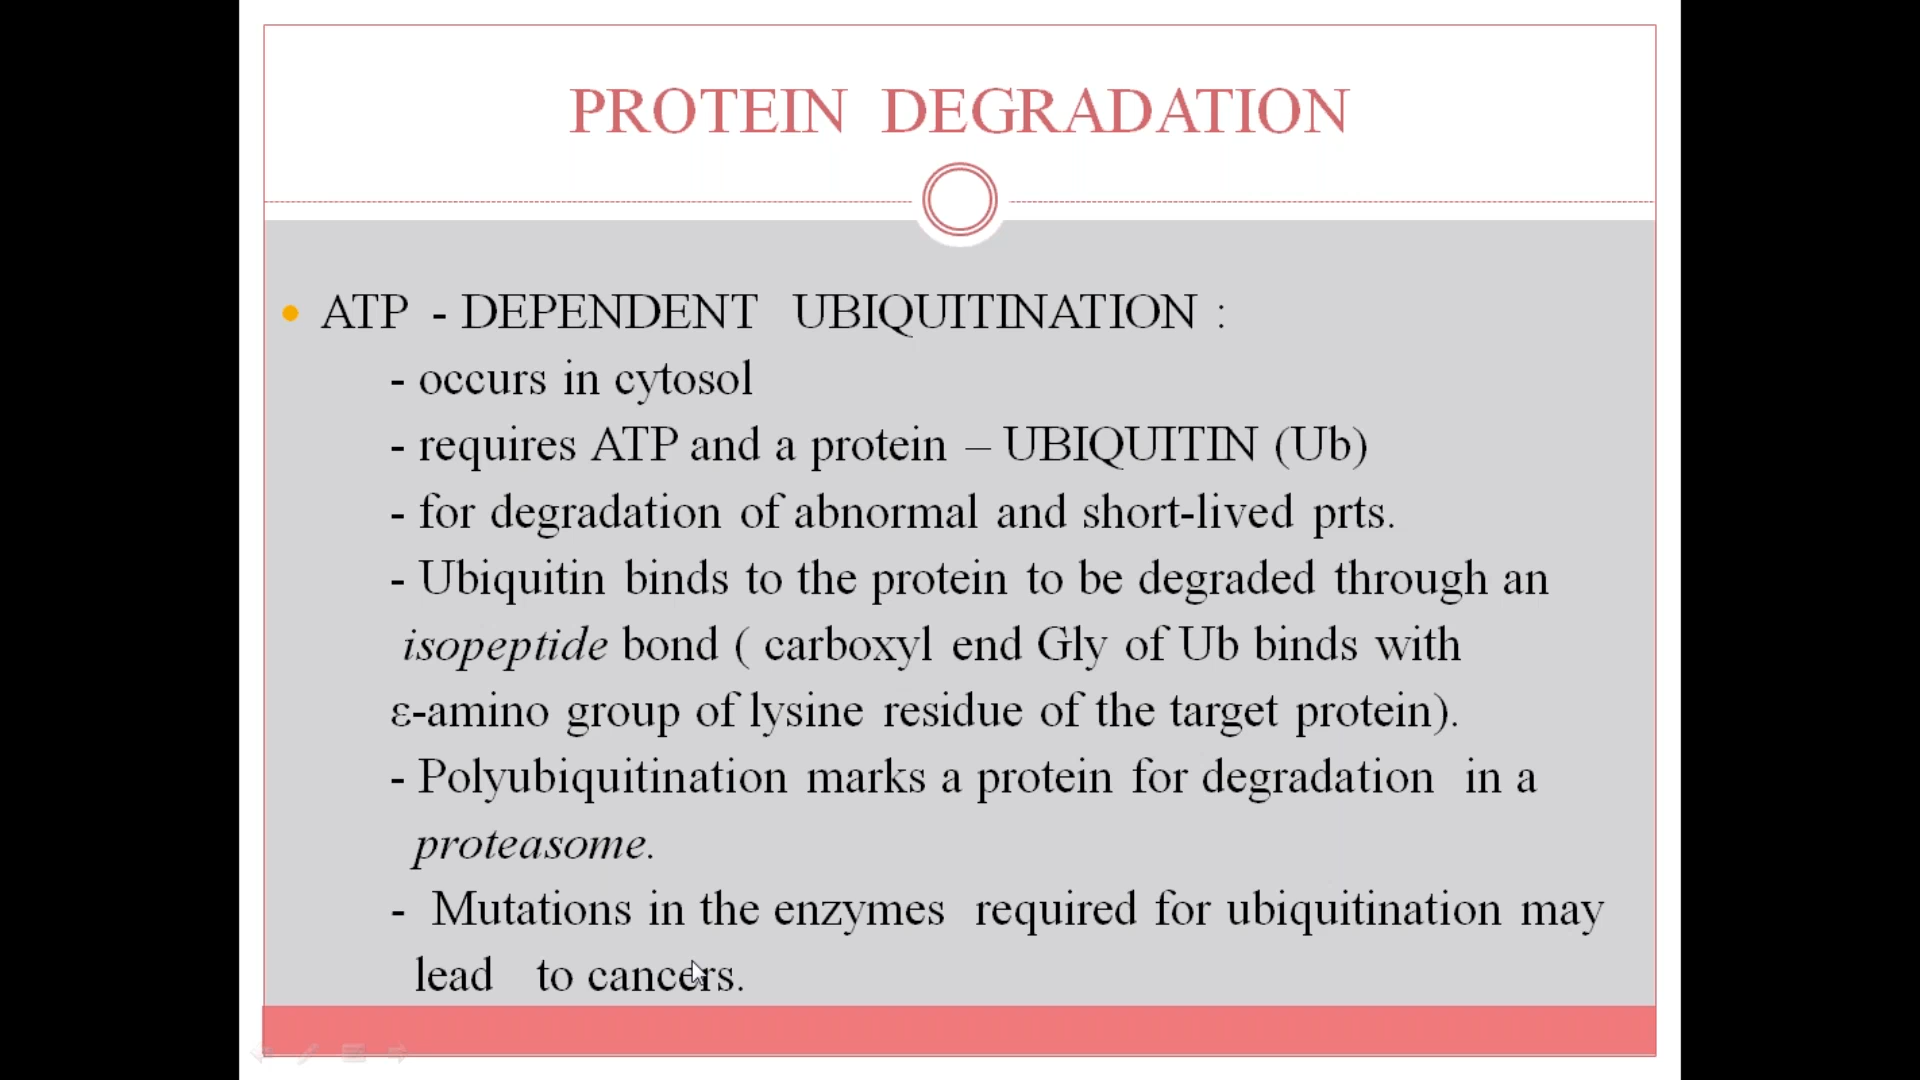 PROTEIN DEGRADATION
• ATP - DEPENDENT UBIQUITINATION :
- occurs in cytosol
- requires ATP and a protein – UBIQUITIN (Ub)
- for degradation of abnormal and short-lived prts.
- Ubiquitin binds to the protein to be degraded through an
isopeptide bond ( carboxyl end Gly of Ub binds with
ε-amino group of lysine residue of the target protein).
- Polyubiquitination marks a protein for degradation in a
proteasome.
- Mutations in the enzymes required for ubiquitination may
lead to cancers.